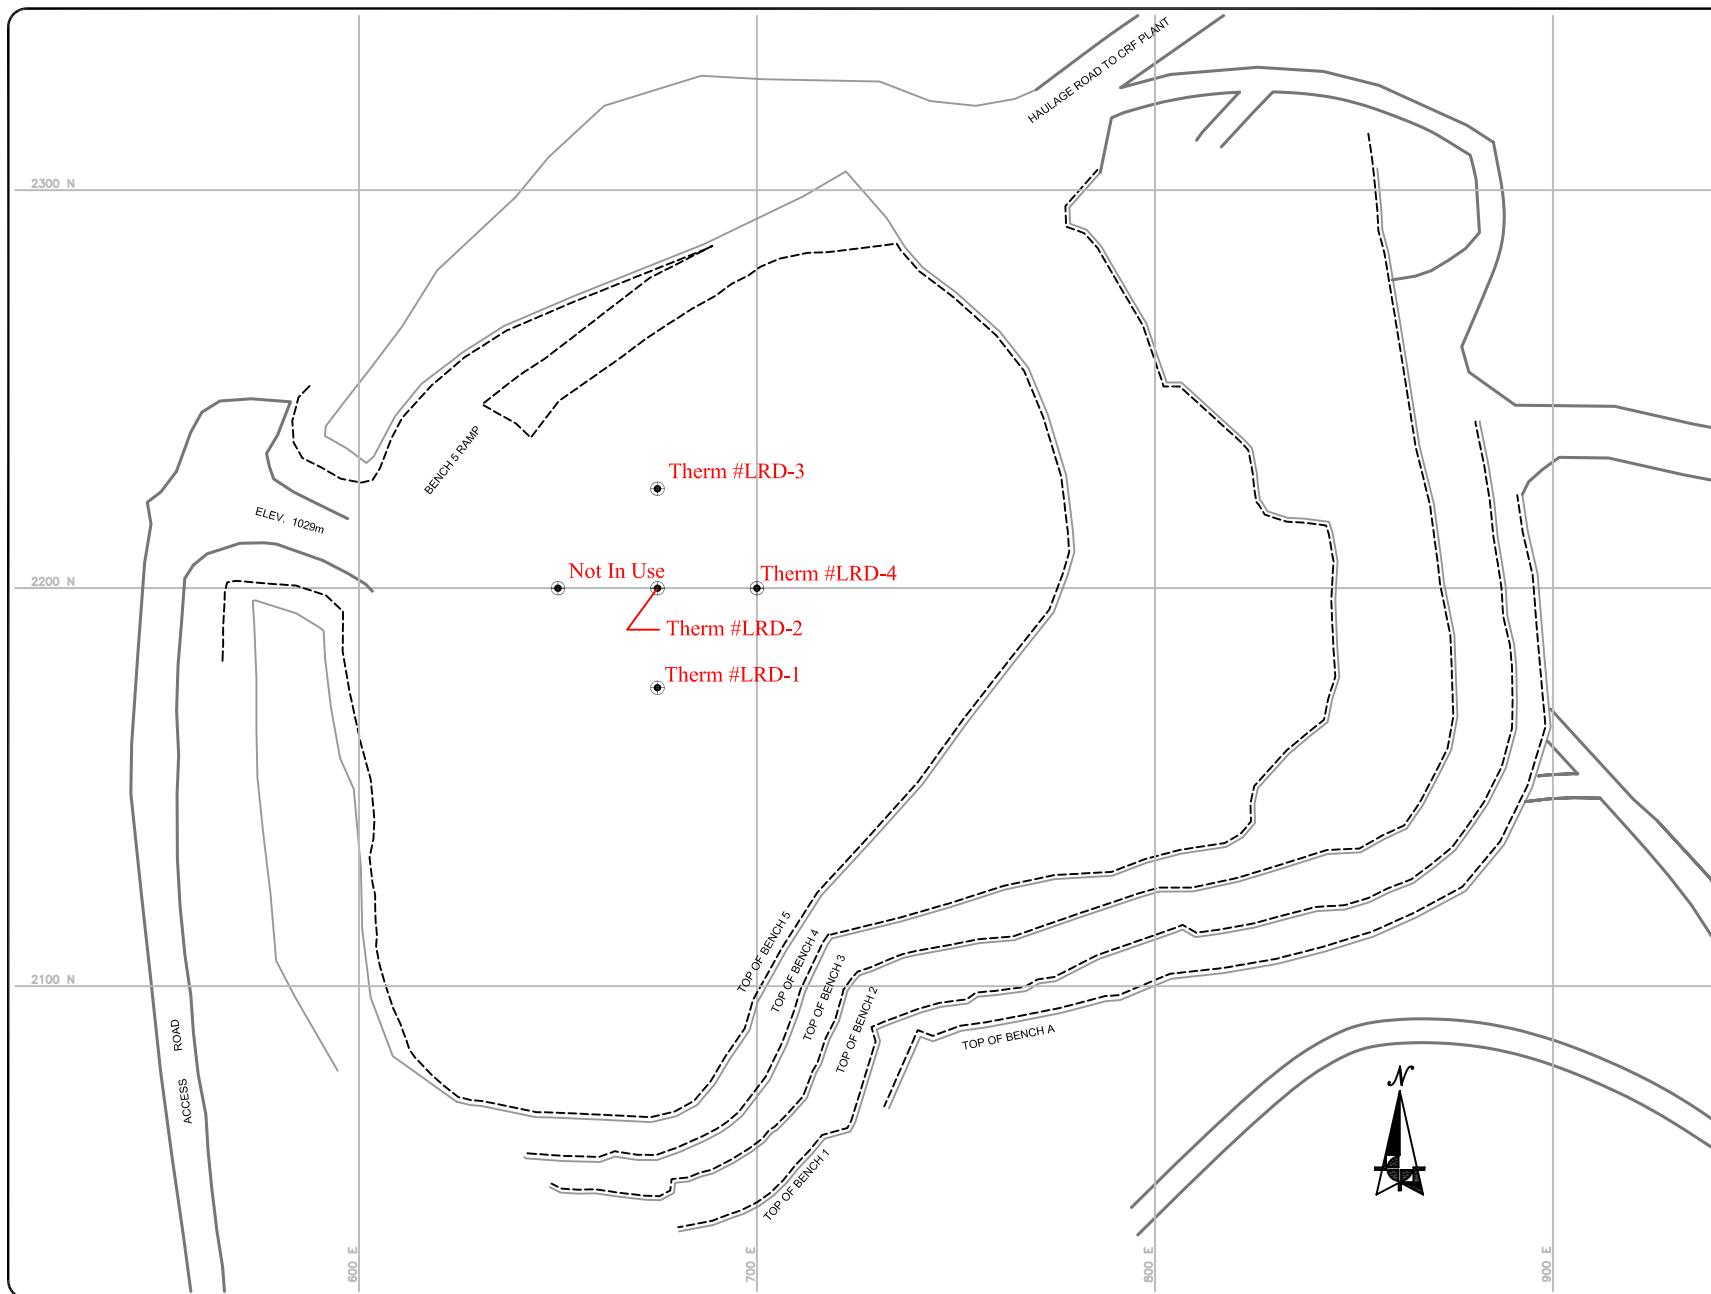 HAULAGE ROAD TO CRF PLANT
2300 N
BENCH 5 RAMP
Therm #LRD-3
ELEV. 1029m
Not In Use
Therm #LRD-4
2200 N
Therm #LRD-2
Therm #LRD-1
TOP OF BENCH 5
TOP OF BENCH 4
TOP OF BENCH 3
TOP OF BENCH 2
TOP OF BENCH A
TOP OF BENCH 1
2100 N
ACCESS ROAD
N
600 E
700 E
800 E
900 E